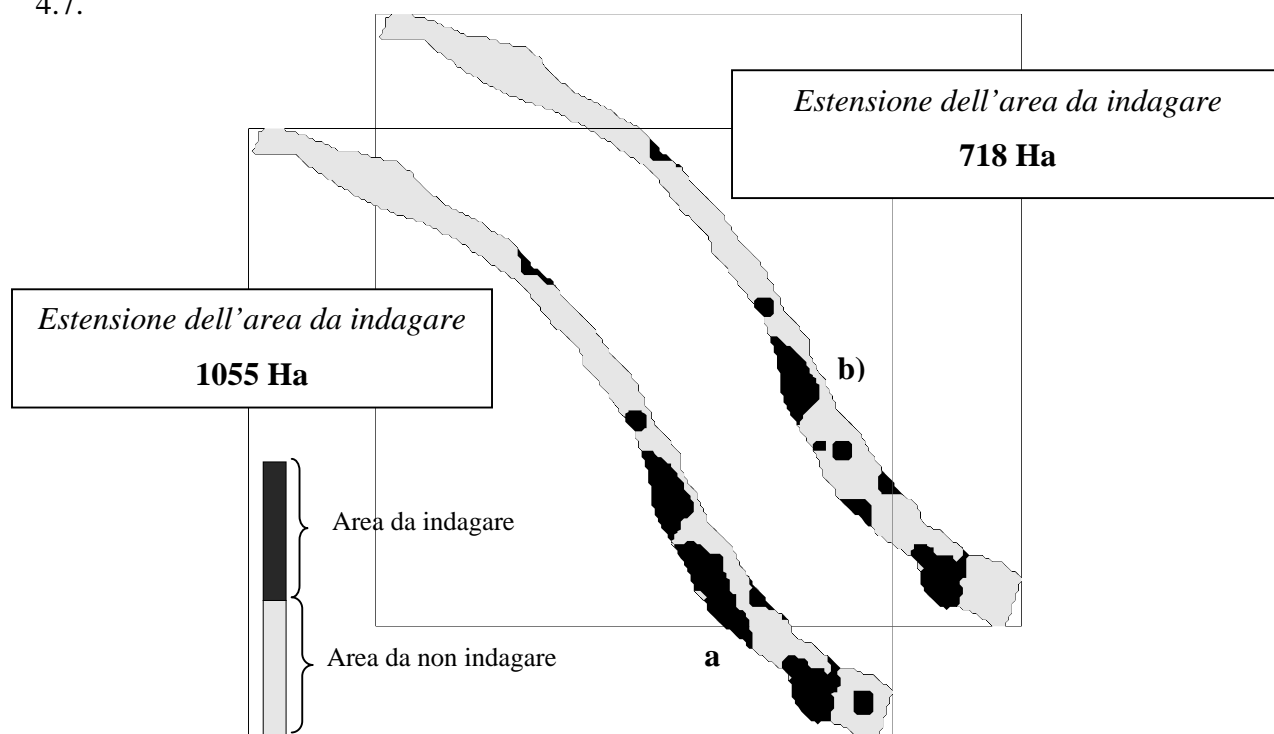 4.7.
Estensione dell’area da indagare
718 Ha
Estensione dell’area da indagare
1055 Ha
b)
Area da indagare
Area da non indagare
a